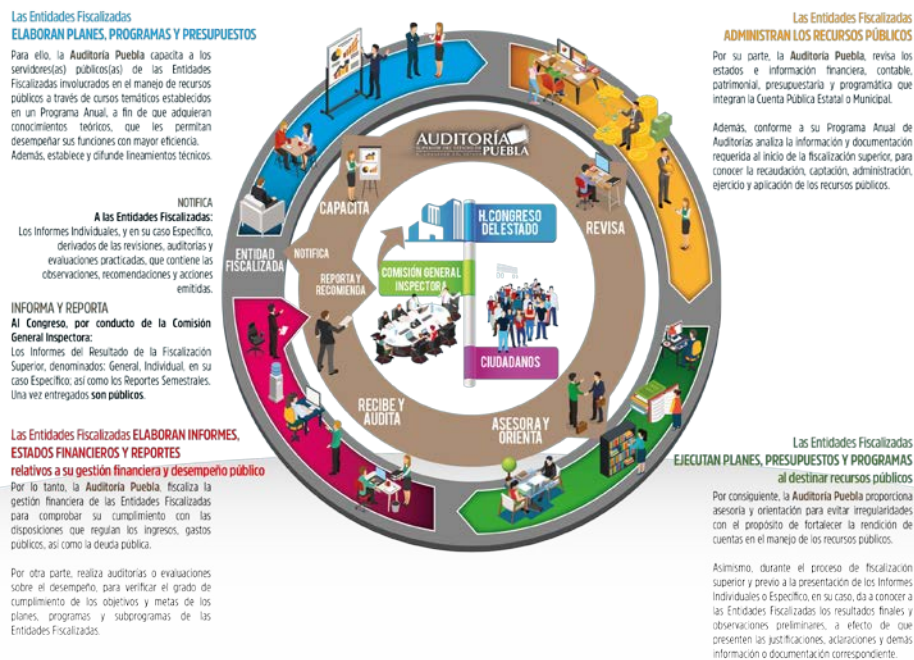 Las Entidades Fiscalizadas
ELABORAN PLANES, PROGRAMAS Y PRESUPUESTOS
Para ello, la Auditoría Puebla capacita a los
servidores(as) públicos(as) de las Entidades
Fiscalizadas involucrados en el manejo de recursos
públicos a través de cursos temáticos establecidos
en un Programa Anual, a fin de que adquieran
conocimientos teóricos, que les permitan
desempeñar sus funciones con mayor eficiencia.
Además, establece y difunde lineamientos técnicos.
NOTIFICA
A las Entidades Fiscalizadas:
Los Informes Individuales, y en su caso Específico,
derivados de las revisiones, auditorías y
evaluaciones practicadas, que contiene las
observaciones, recomendaciones y acciones
emitidas.
INFORMA Y REPORTA
Al Congreso, por conducto de la Comisión
General Inspectora:
Los Informes del Resultado de la Fiscalización
Superior, denominados: General, Individual, en su
caso Específico; así como los Reportes Semestrales.
Una vez entregados son públicos.
Las Entidades Fiscalizadas ELABORAN INFORMES,
ESTADOS FINANCIEROS Y REPORTES
relativos a su gestión financiera y desempeño público
Por lo tanto, la Auditoría Puebla, fiscaliza la
gestión financiera de las Entidades Fiscalizadas
para comprobar su cumplimiento con las
disposiciones que regulan los ingresos, gastos
públicos, así como la deuda pública.
Por otra parte, realiza auditorías o evaluaciones
sobre el desempeño, para verificar el grado de
cumplimiento de los objetivos y metas de los
planes, programas y subprogramas de las
Entidades Fiscalizadas.
AUDITORÍA
PUEBLA
CAPACITA
REVISA
H. CONGRESO
DEL ESTADO
ENTIDAD
FISCALIZADA
NOTIFICA
REPORTA Y
RECOMIENDA
COMISIÓN GENERAL
INSPECTORA
CIUDADANOS
RECIBE Y
AUDITA
ASESORA Y
ORIENTA
Las Entidades Fiscalizadas
ADMINISTRAN LOS RECURSOS PÚBLICOS
Por su parte, la Auditoría Puebla, revisa los
estados e información financiera, contable,
patrimonial, presupuestaria y programática que
integran la Cuenta Pública Estatal o Municipal.
Además, conforme a su Programa Anual de
Auditorías analiza la información y documentación
requerida al inicio de la fiscalización superior, para
conocer la recaudación, captación, administración,
ejercicio y aplicación de los recursos públicos.
Las Entidades Fiscalizadas
EJECUTAN PLANES, PRESUPUESTOS Y PROGRAMAS
al destinar recursos públicos
Por consiguiente, la Auditoría Puebla proporciona
asesoría y orientación para evitar irregularidades
con el propósito de fortalecer la rendición de
cuentas en el manejo de los recursos públicos.
Asimismo, durante el proceso de fiscalización
superior y previo a la presentación de los Informes
Individuales o Específico, en su caso, da a conocer a
las Entidades Fiscalizadas los resultados finales y
observaciones preliminares, a efecto de que
presenten las justificaciones, aclaraciones y demás
información o documentación correspondiente.